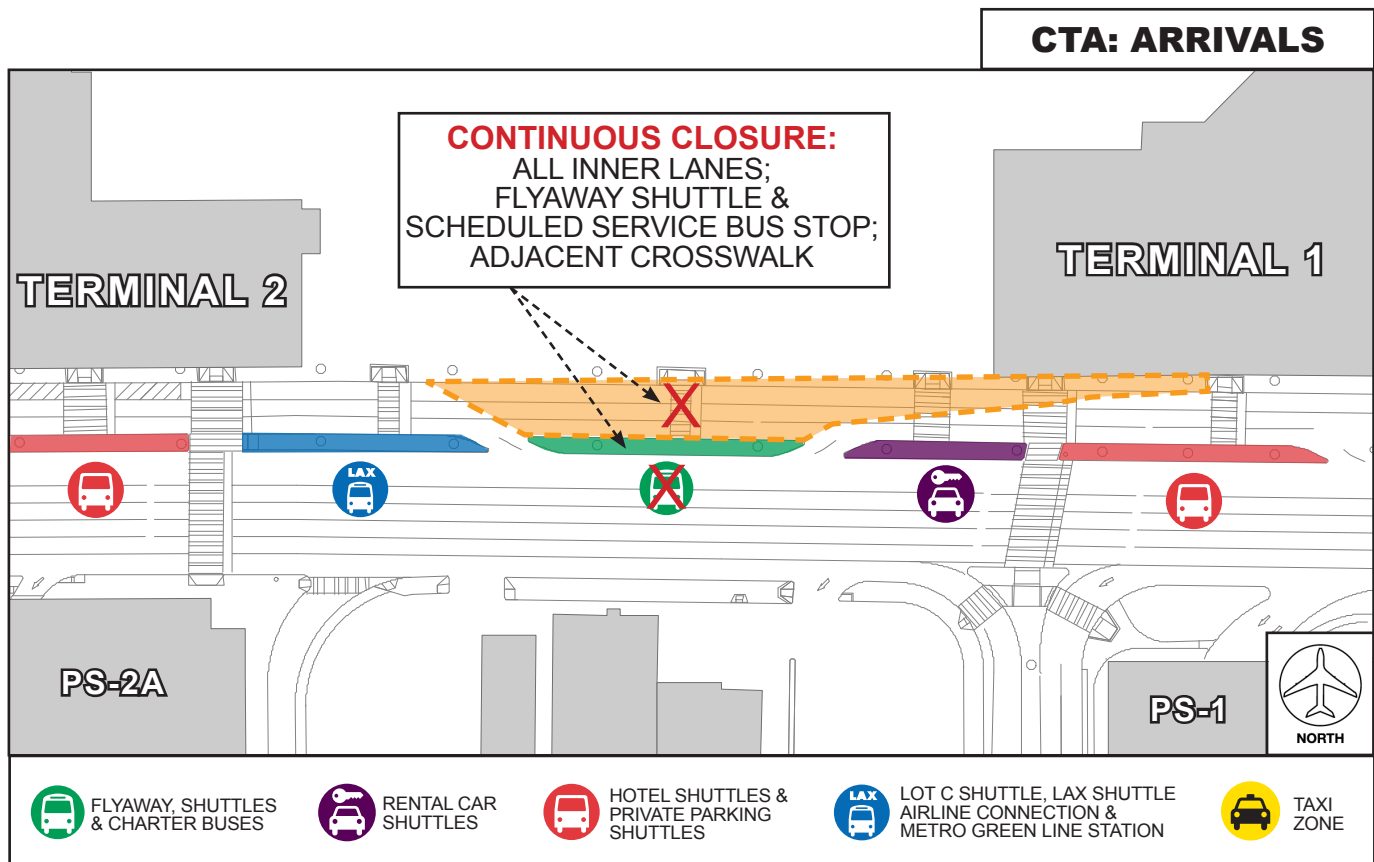 CTA: ARRIVALS
CONTINUOUS CLOSURE:
ALL INNER LANES;
FLYAWAY SHUTTLE &
SCHEDULED SERVICE BUS STOP;
ADJACENT CROSSWALK
TERMINAL 2
TERMINAL 1
LAX
PS-2A
PS-1
NORTH
FLYAWAY, SHUTTLES
& CHARTER BUSES
RENTAL CAR
SHUTTLES
HOTEL SHUTTLES &
PRIVATE PARKING
SHUTTLES
LAX
LOT C SHUTTLE, LAX SHUTTLE
AIRLINE CONNECTION &
METRO GREEN LINE STATION
TAXI
ZONE